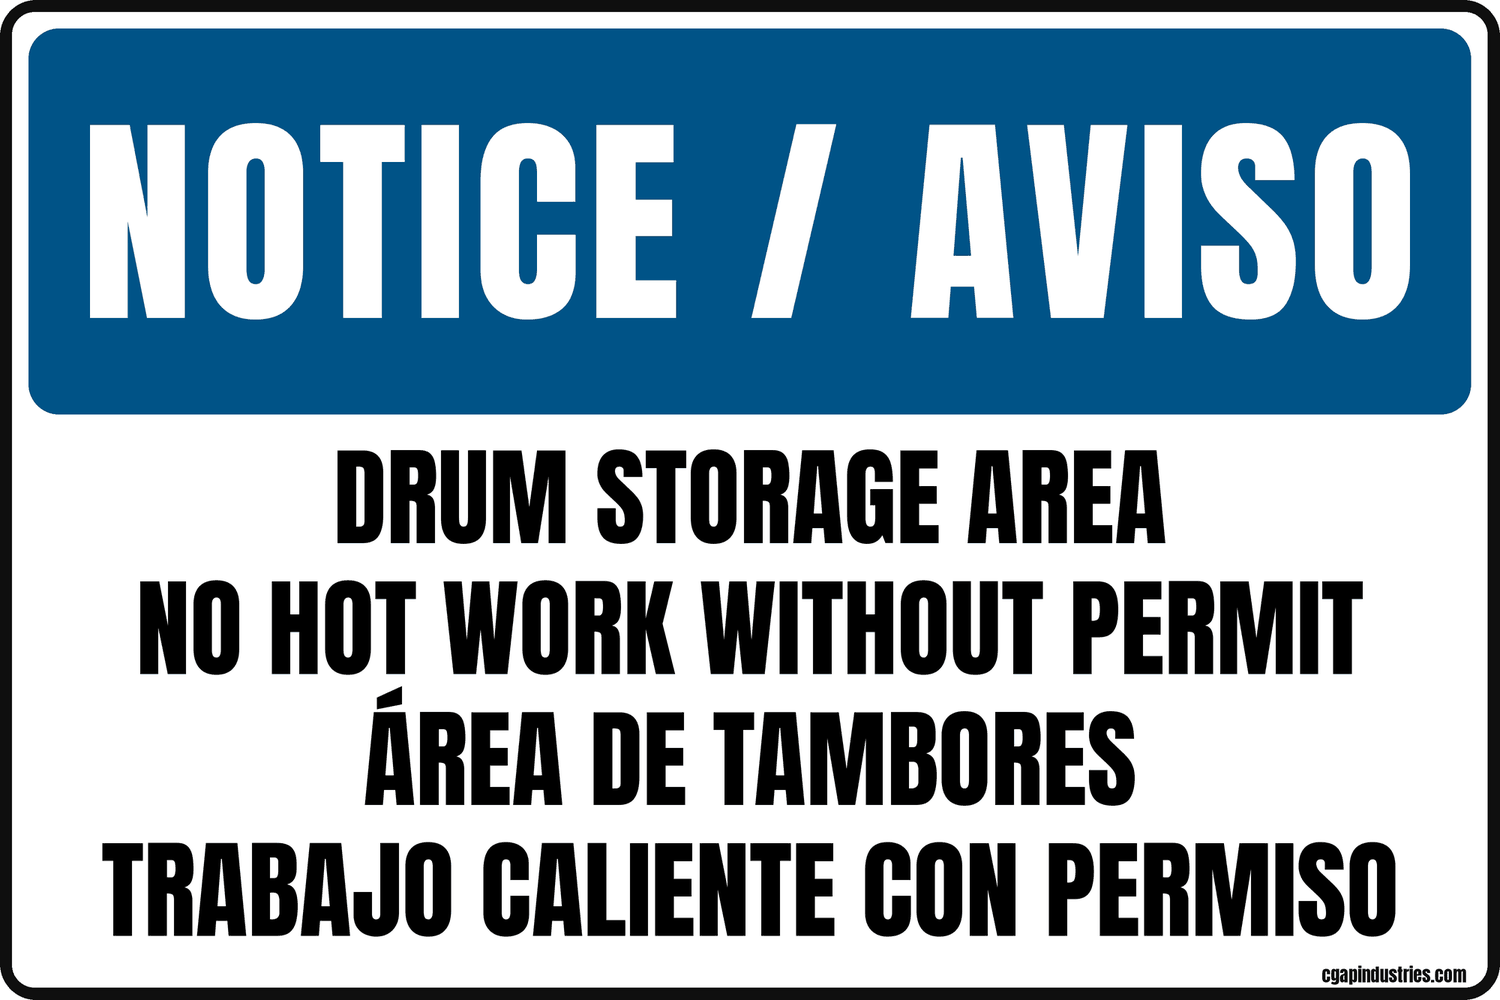 NOTICE / AVISO
DRUM STORAGE AREA
NO HOT WORK WITHOUT PERMIT
ÁREA DE TAMBORES
TRABAJO CALIENTE CON PERMISO
cgapindustries.com